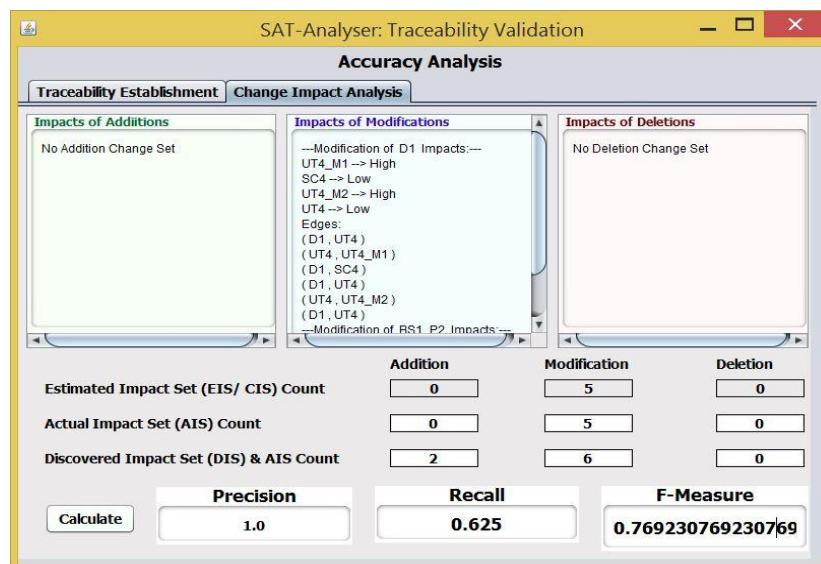 SAT-Analyser: Traceability Validation
Accuracy Analysis
Traceability Establishment Change Impact Analysis
Impacts of Addiitions
No Addition Change Set
Impacts of Modifications
---Modification of D1 Impacts:---
UT4_M1 --> High
SC4 --> Low
UT4_M2 --> High
UT4 --> Low
Edges:
( D1 , UT4 )
( UT4 , UT4_M1 )
( D1 , SC4 )
( D1 , UT4 )
( UT4 , UT4_M2 )
( D1 , UT4 )
---Modification of BS1_P2 Impacts:---
Impacts of Deletions
No Deletion Change Set
Addition Modification Deletion
Estimated Impact Set (EIS/ CIS) Count 0 5 0
Actual Impact Set (AIS) Count 0 5 0
Discovered Impact Set (DIS) & AIS Count 2 6 0
Calculate
Precision
1.0
Recall
0.625
F-Measure
0.769230769230769